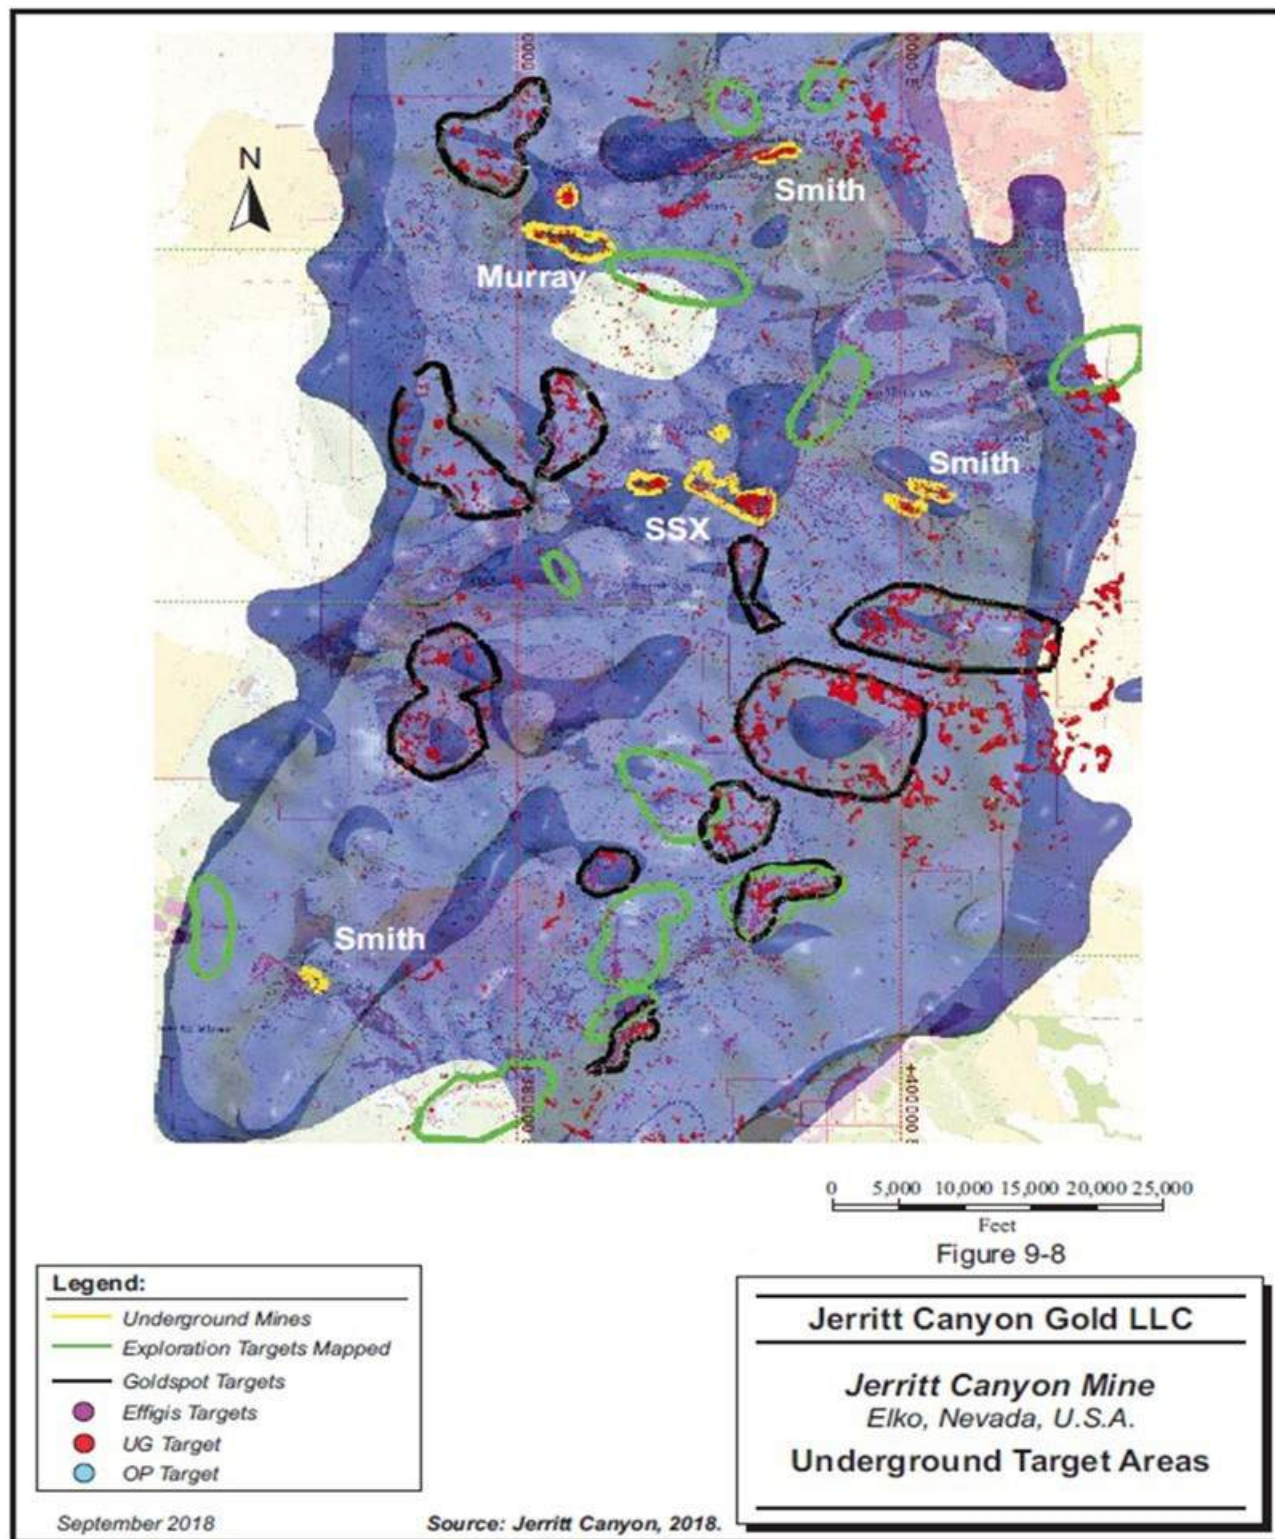 N
Smith
Murray
Smith
SSX
Smith
0 5,000 10,000 15,000 20,000 25,000
Feet
Figure 9-8
Legend:
Underground Mines
Exploration Targets Mapped
Goldspot Targets
Effigis Targets
UG Target
OP Target
Jerritt Canyon Gold LLC
Jerritt Canyon Mine
Elko, Nevada, U.S.A.
Underground Target Areas
September 2018
Source: Jerritt Canyon, 2018.